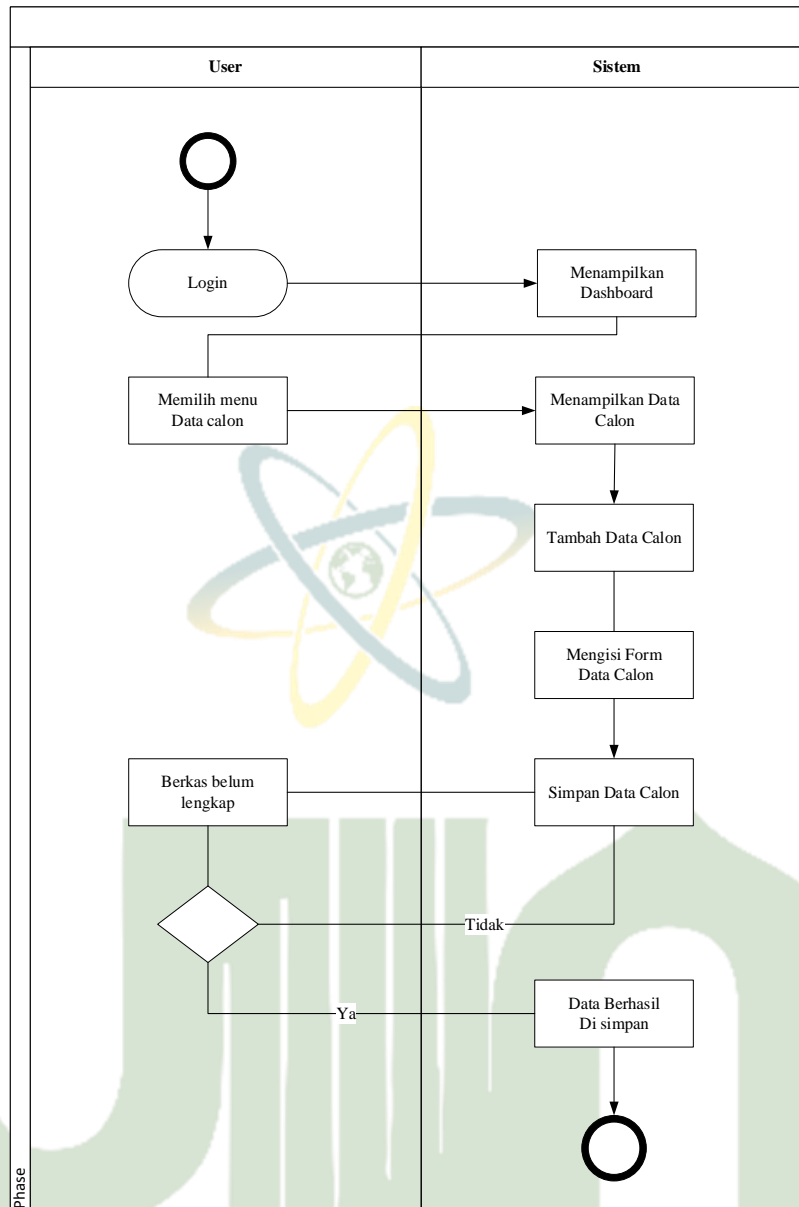 User
Sistem
Login
Menampilkan
Dashboard
Memilih menu
Data calon
Menampilkan Data
Calon
Tambah Data Calon
Mengisi Form
Data Calon
Berkas belum
lengkap
Simpan Data Calon
Tidak
Ya
Data Berhasil
Di simpan
Phase